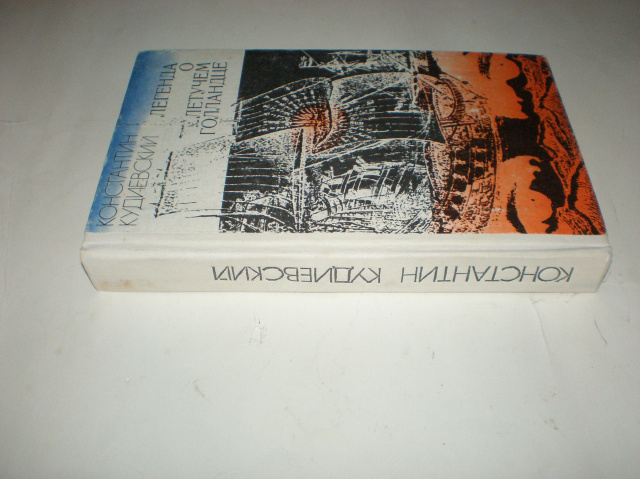 КОНСТАНТИН
КУДИЕВСКИЙ
ЛЕГЕНДА
О
ЛЕТУЧЕМ
ГОЛЛАНДЦЕ
КОНСТАНТИН КУДИЕВСКИЙ